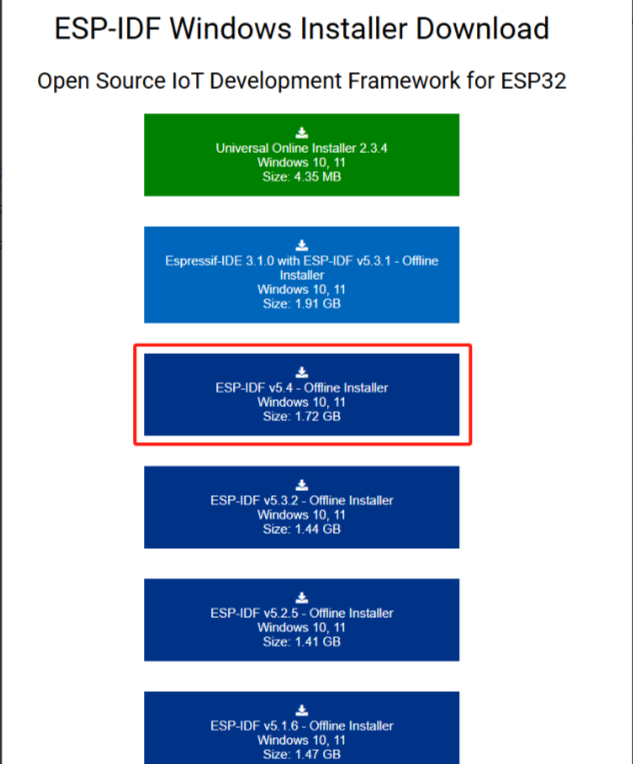 ESP-IDF Windows Installer Download
Open Source IoT Development Framework for ESP32
Universal Online Installer 2.3.4
Windows 10, 11
Size: 4.35 MB
Espressif-IDE 3.1.0 with ESP-IDF v5.3.1 - Offline
Installer
Windows 10, 11
Size: 1.91 GB
ESP-IDF v5.4 - Offline Installer
Windows 10, 11
Size: 1.72 GB
ESP-IDF v5.3.2 - Offline Installer
Windows 10, 11
Size: 1.44 GB
ESP-IDF v5.2.5 - Offline Installer
Windows 10, 11
Size: 1.41 GB
ESP-IDF v5.1.6 - Offline Installer
Windows 10, 11
Size: 1.47 GB